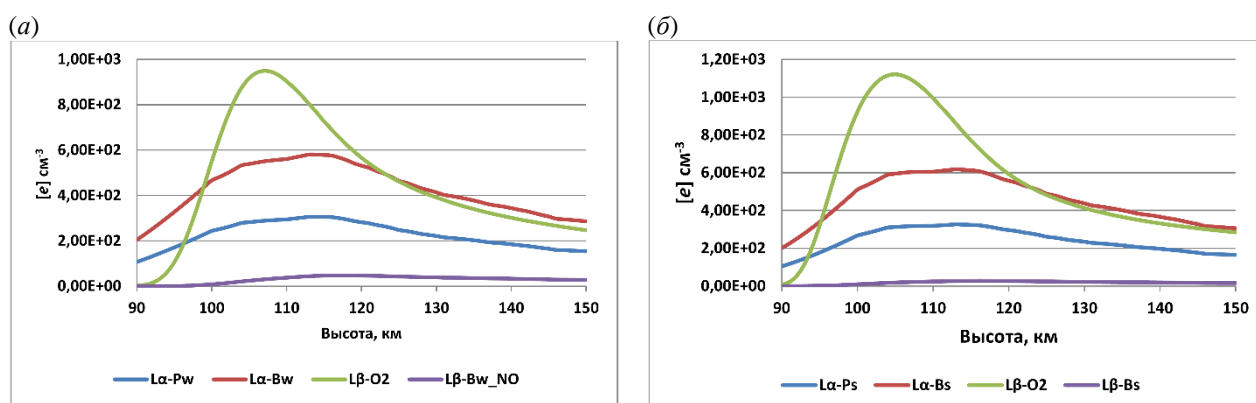 (а)
1,00E+03
8,00E+02
6,00E+02
4,00E+02
2,00E+02
0,00E+00
[e] см-3
90 100 110 120 130 140 150
Высота, км
Lα-Pw Lα-Bw Lβ-O2 Lβ-Bw_NO
(б)
1,20E+03
1,00E+03
8,00E+02
6,00E+02
4,00E+02
2,00E+02
0,00E+00
[e] см-3
90 100 110 120 130 140 150
Высота, км
Lα-Ps Lα-Bs Lβ-O2 Lβ-Bs